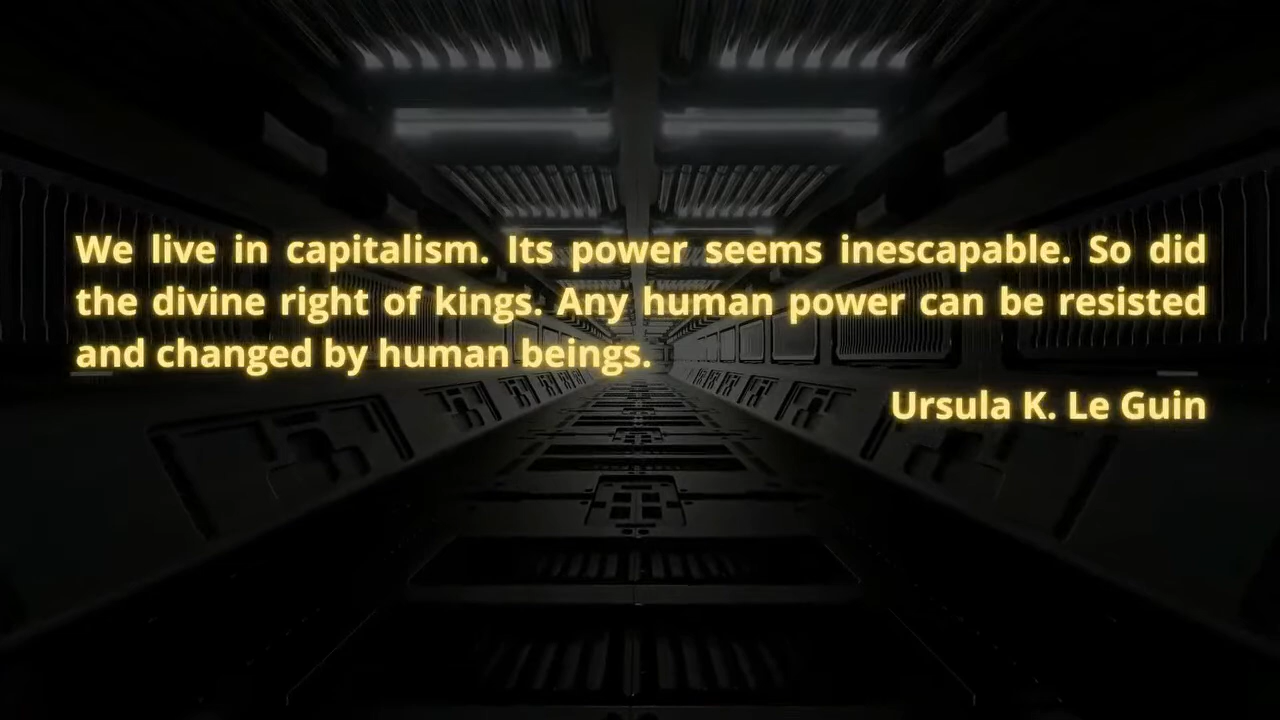 We live in capitalism. Its power seems inescapable. So did
the divine right of kings. Any human power can be resisted
and changed by human beings.
Ursula K. Le Guin